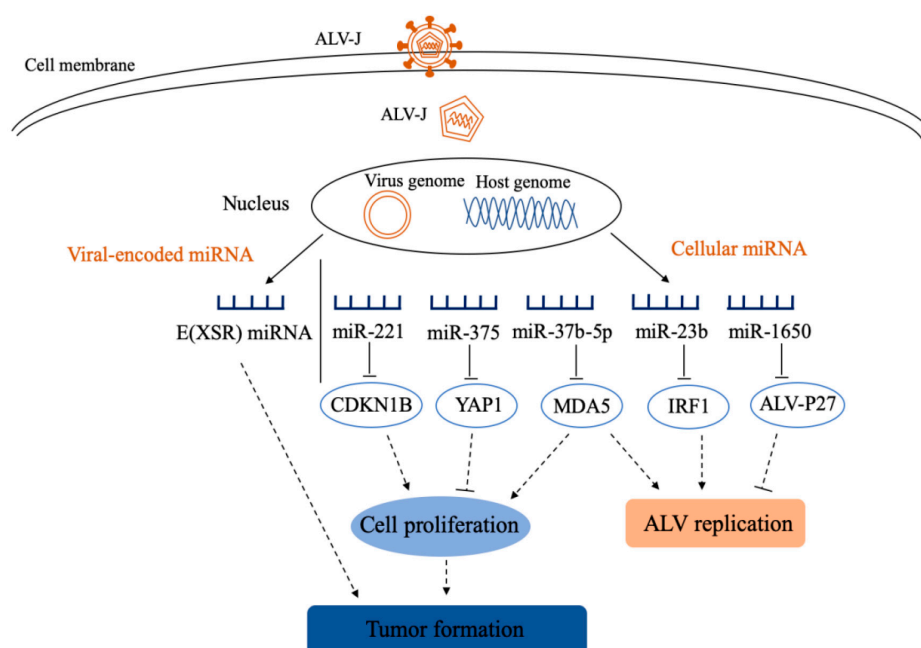 ALV-J
Cell membrane
ALV-J
Virus genome
Host genome
Nucleus
Viral-encoded miRNA
Cellular miRNA
E(XSR) miRNA
miR-221
miR-375
miR-37b-5p
miR-23b
miR-1650
CDKN1B
YAP1
MDA5
IRF1
ALV-P27
Cell proliferation
ALV replication
Tumor formation